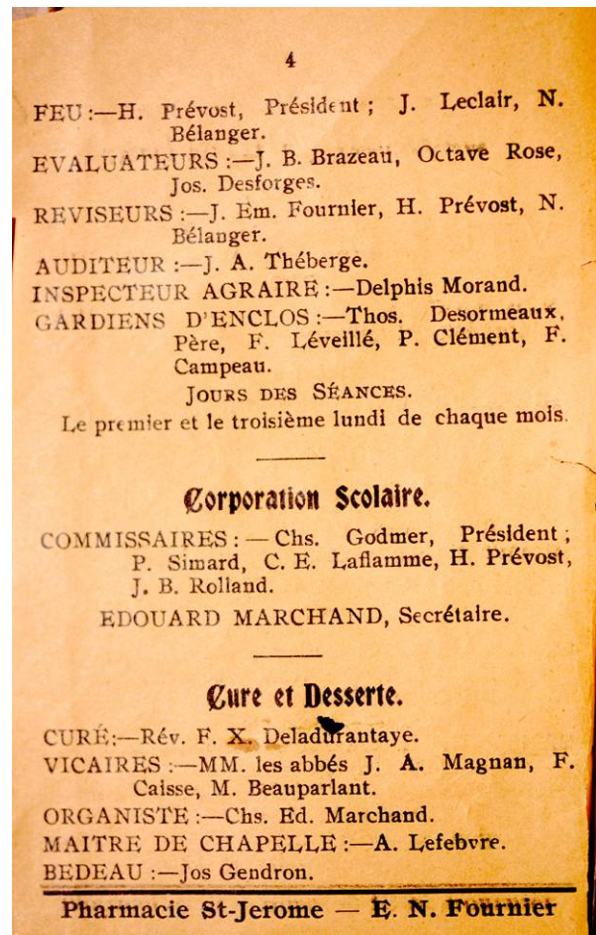 4
FEU :—H. Prévost, Président ; J. Leclair, N.
Bélanger.
EVALUATEURS :—J. B. Brazeau, Octave Rose,
Jos. Desforges.
REVISEURS :—J. Em. Fournier, H. Prévost, N.
Bélanger.
AUDITEUR :—J. A. Théberge.
INSPECTEUR AGRAIRE :—Delphis Morand.
GARDIENS D'ENCLOS :—Thos. Desormeaux,
Père, F. Léveillé, P. Clément, F.
Campeau.
JOURS DES SÉANCES.
Le premier et le troisième lundi de chaque mois.
Corporation Scolaire.
COMMISSAIRES : — Chs. Godmer, Président ;
P. Simard, C. E. Laflamme, H. Prévost,
J. B. Rolland.
EDOUARD MARCHAND, Secrétaire.
Cure et Desserte.
CURÉ:—Rév. F. X. Deladurantaye.
VICAIRES :—MM. les abbés J. A. Magnan, F.
Caisse, M. Beauparlant.
ORGANISTE :—Chs. Ed. Marchand.
MAITRE DE CHAPELLE :—A. Lefebvre.
BEDEAU :—Jos Gendron.
Pharmacie St-Jerome — E. N. Fournier